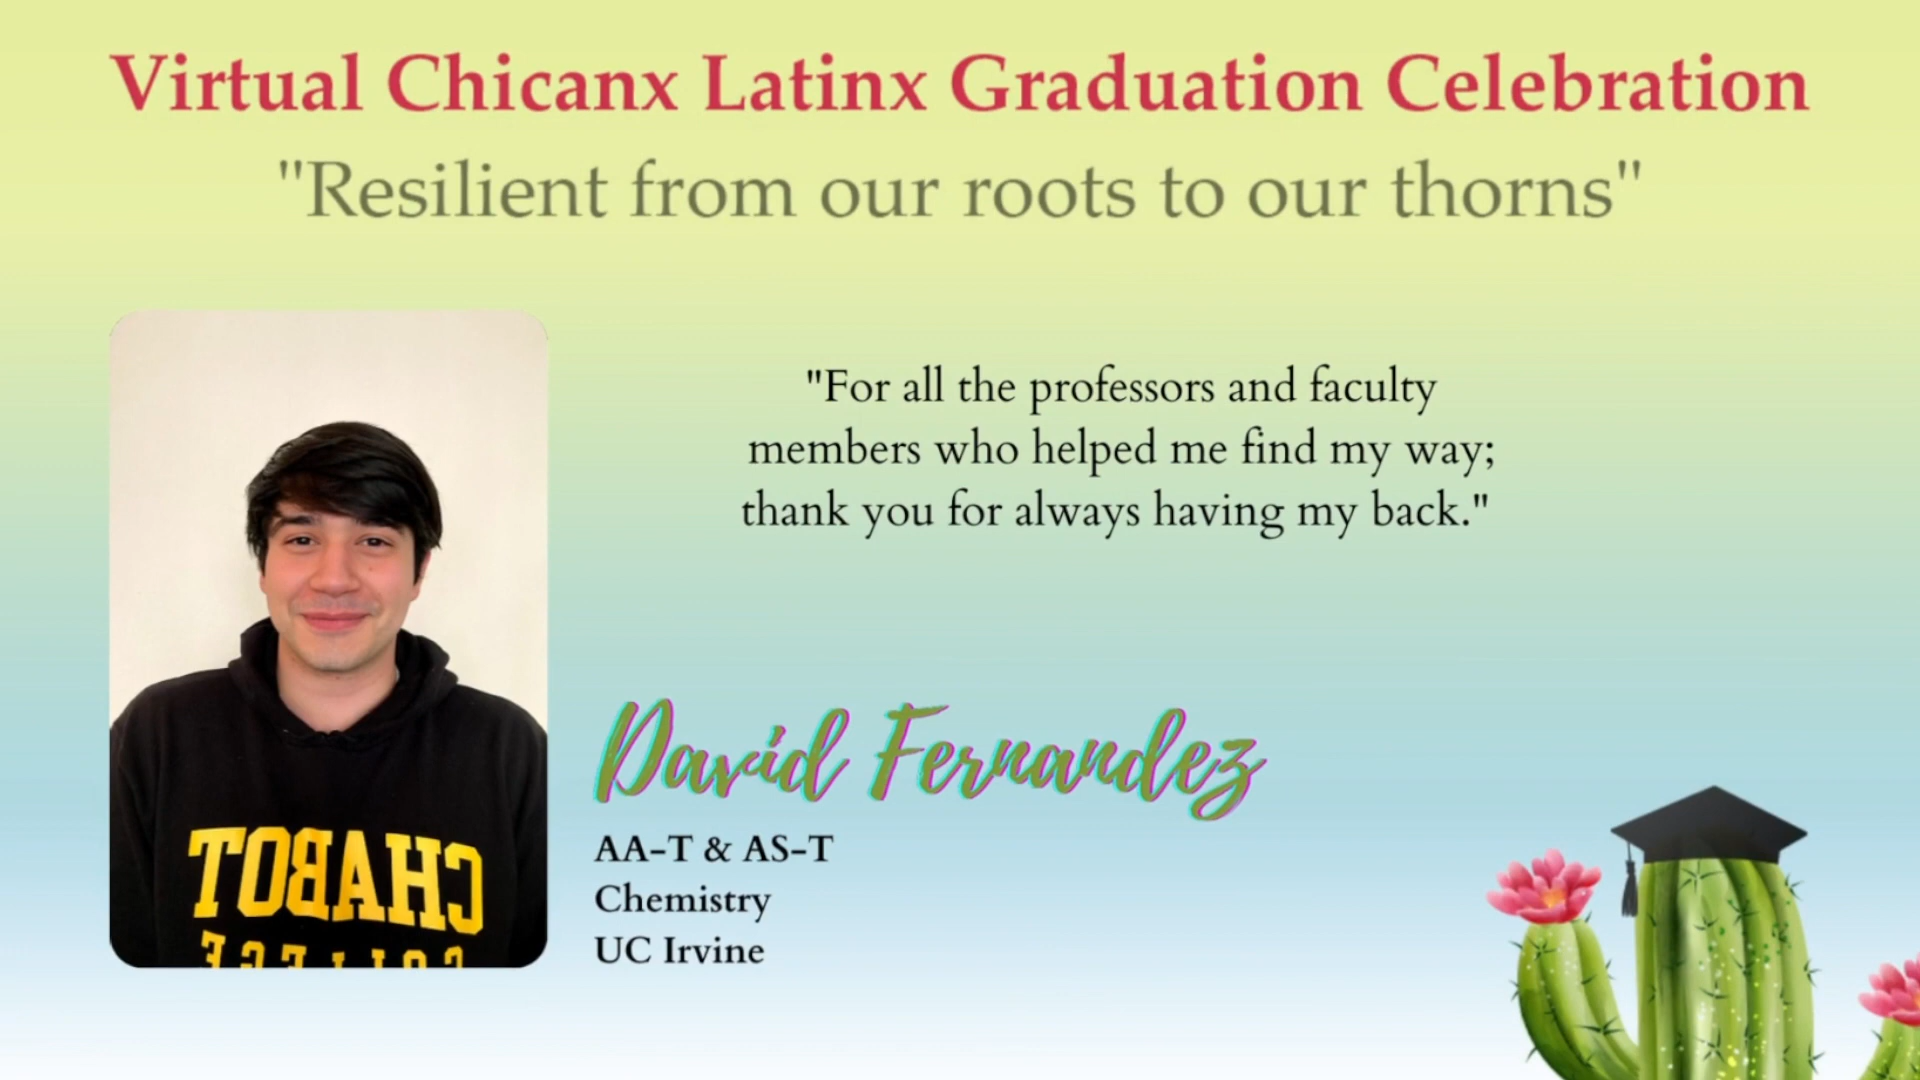 Virtual Chicanx Latinx Graduation Celebration
"Resilient from our roots to our thorns"
"For all the professors and faculty
members who helped me find my way;
thank you for always having my back."
David Fernandez
AA-T & AS-T
Chemistry
UC Irvine
CHABOT
COLLEGE